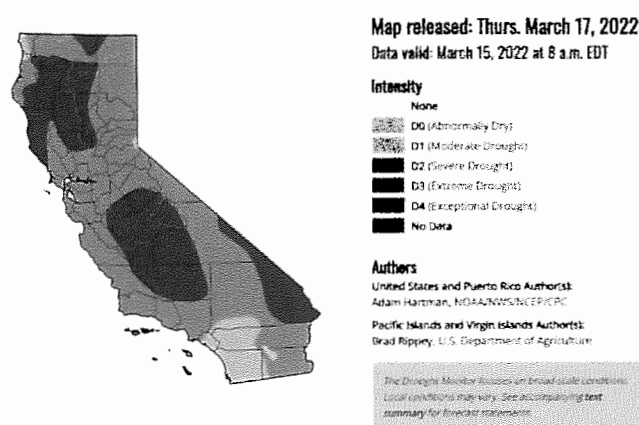 Map released: Thurs. March 17, 2022
Data valid: March 15, 2022 at 8 a.m. EDT
Intensity
None
D0 (Abnormally Dry)
D1 (Moderate Drought)
D2 (Severe Drought)
D3 (Extreme Drought)
D4 (Exceptional Drought)
No Data
Authors
United States and Puerto Rico Author(s):
Adam Hartman, NOAA/NWS/NCEP/CPC
Pacific Islands and Virgin Islands Author(s):
Brad Rippey, U.S. Department of Agriculture
The Drought Monitor focuses on broad-scale conditions.
Local conditions may vary. See accompanying text
summary for forecast statements.